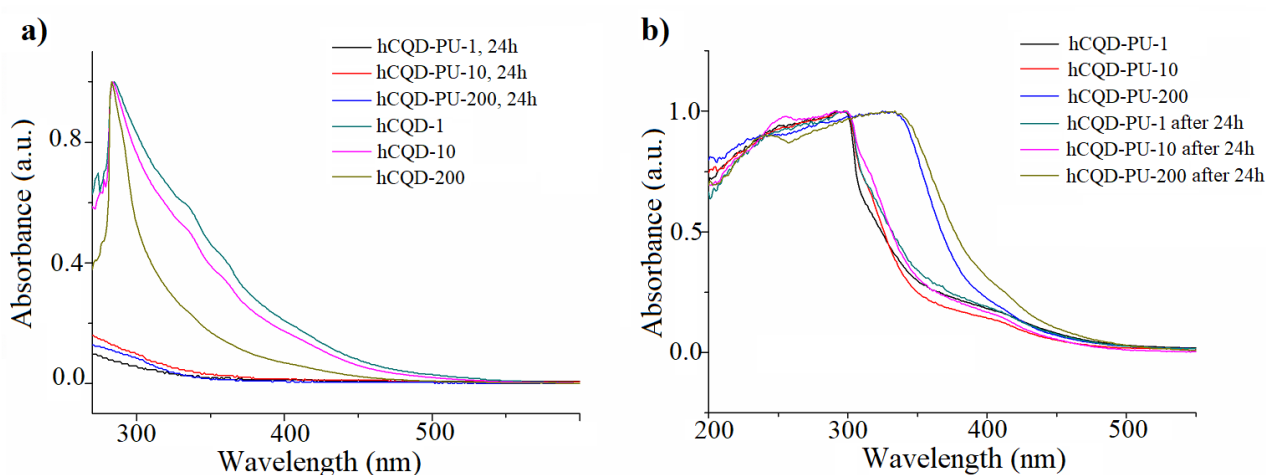 a)
hCQD-PU-1, 24h
hCQD-PU-10, 24h
hCQD-PU-200, 24h
hCQD-1
hCQD-10
hCQD-200
0.8
0.4
0.0
300
400
500
Absorbance (a.u.)
Wavelength (nm)
b)
hCQD-PU-1
hCQD-PU-10
hCQD-PU-200
hCQD-PU-1 after 24h
hCQD-PU-10 after 24h
hCQD-PU-200 after 24h
1.0
0.5
0.0
200
300
400
500
Absorbance (a.u.)
Wavelength (nm)